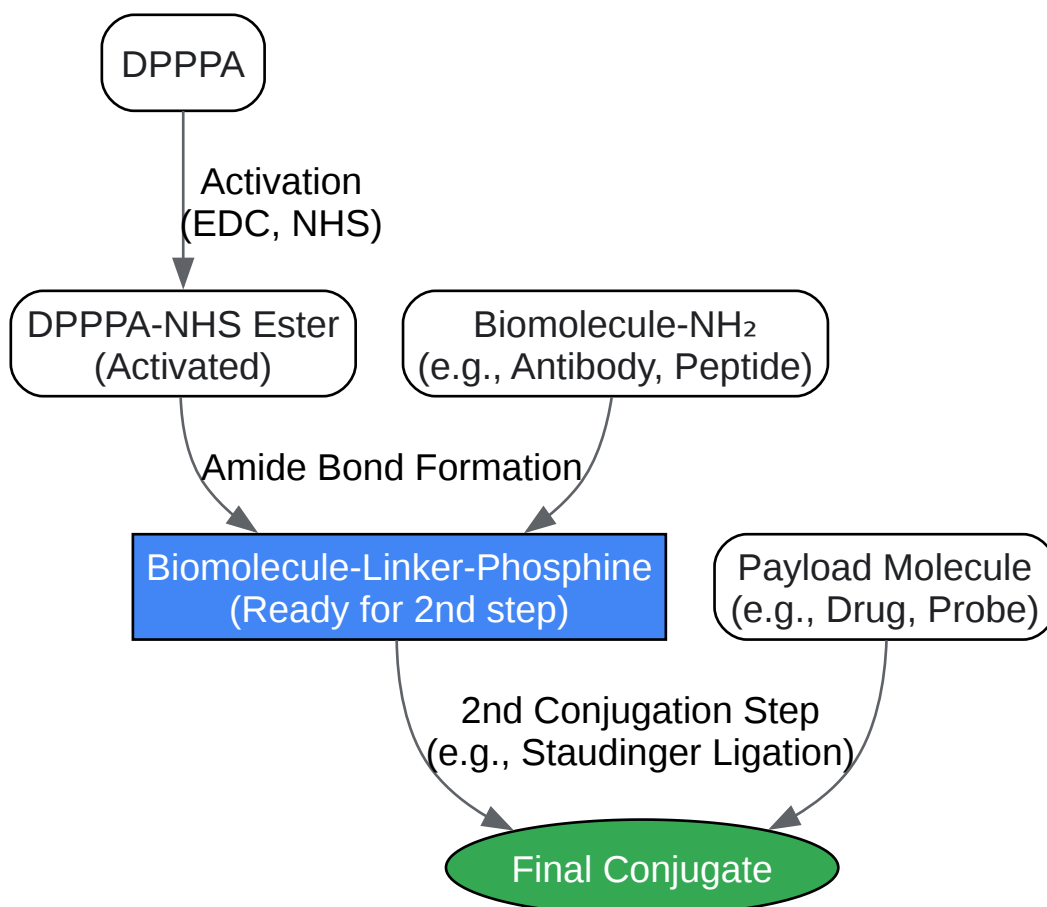 DPPPA
Activation
(EDC, NHS)
DPPPA-NHS Ester
(Activated)
Biomolecule-NH₂
(e.g., Antibody, Peptide)
Amide Bond Formation
Biomolecule-Linker-Phosphine
(Ready for 2nd step)
Payload Molecule
(e.g., Drug, Probe)
2nd Conjugation Step
(e.g., Staudinger Ligation)
Final Conjugate